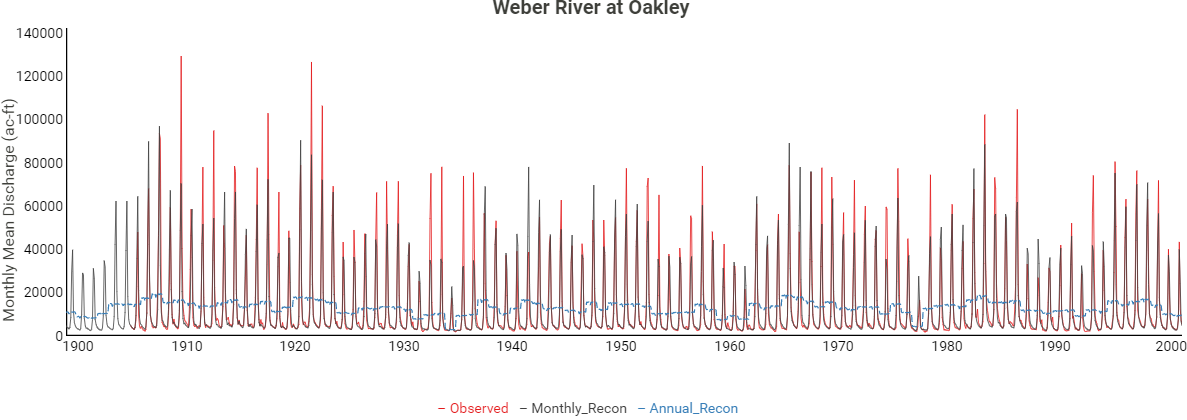 Weber River at Oakley
Monthly Mean Discharge (ac-ft)
140000
120000
100000
80000
60000
40000
20000
0
1900 1910 1920 1930 1940 1950 1960 1970 1980 1990 2000
Observed Monthly_Recon Annual_Recon